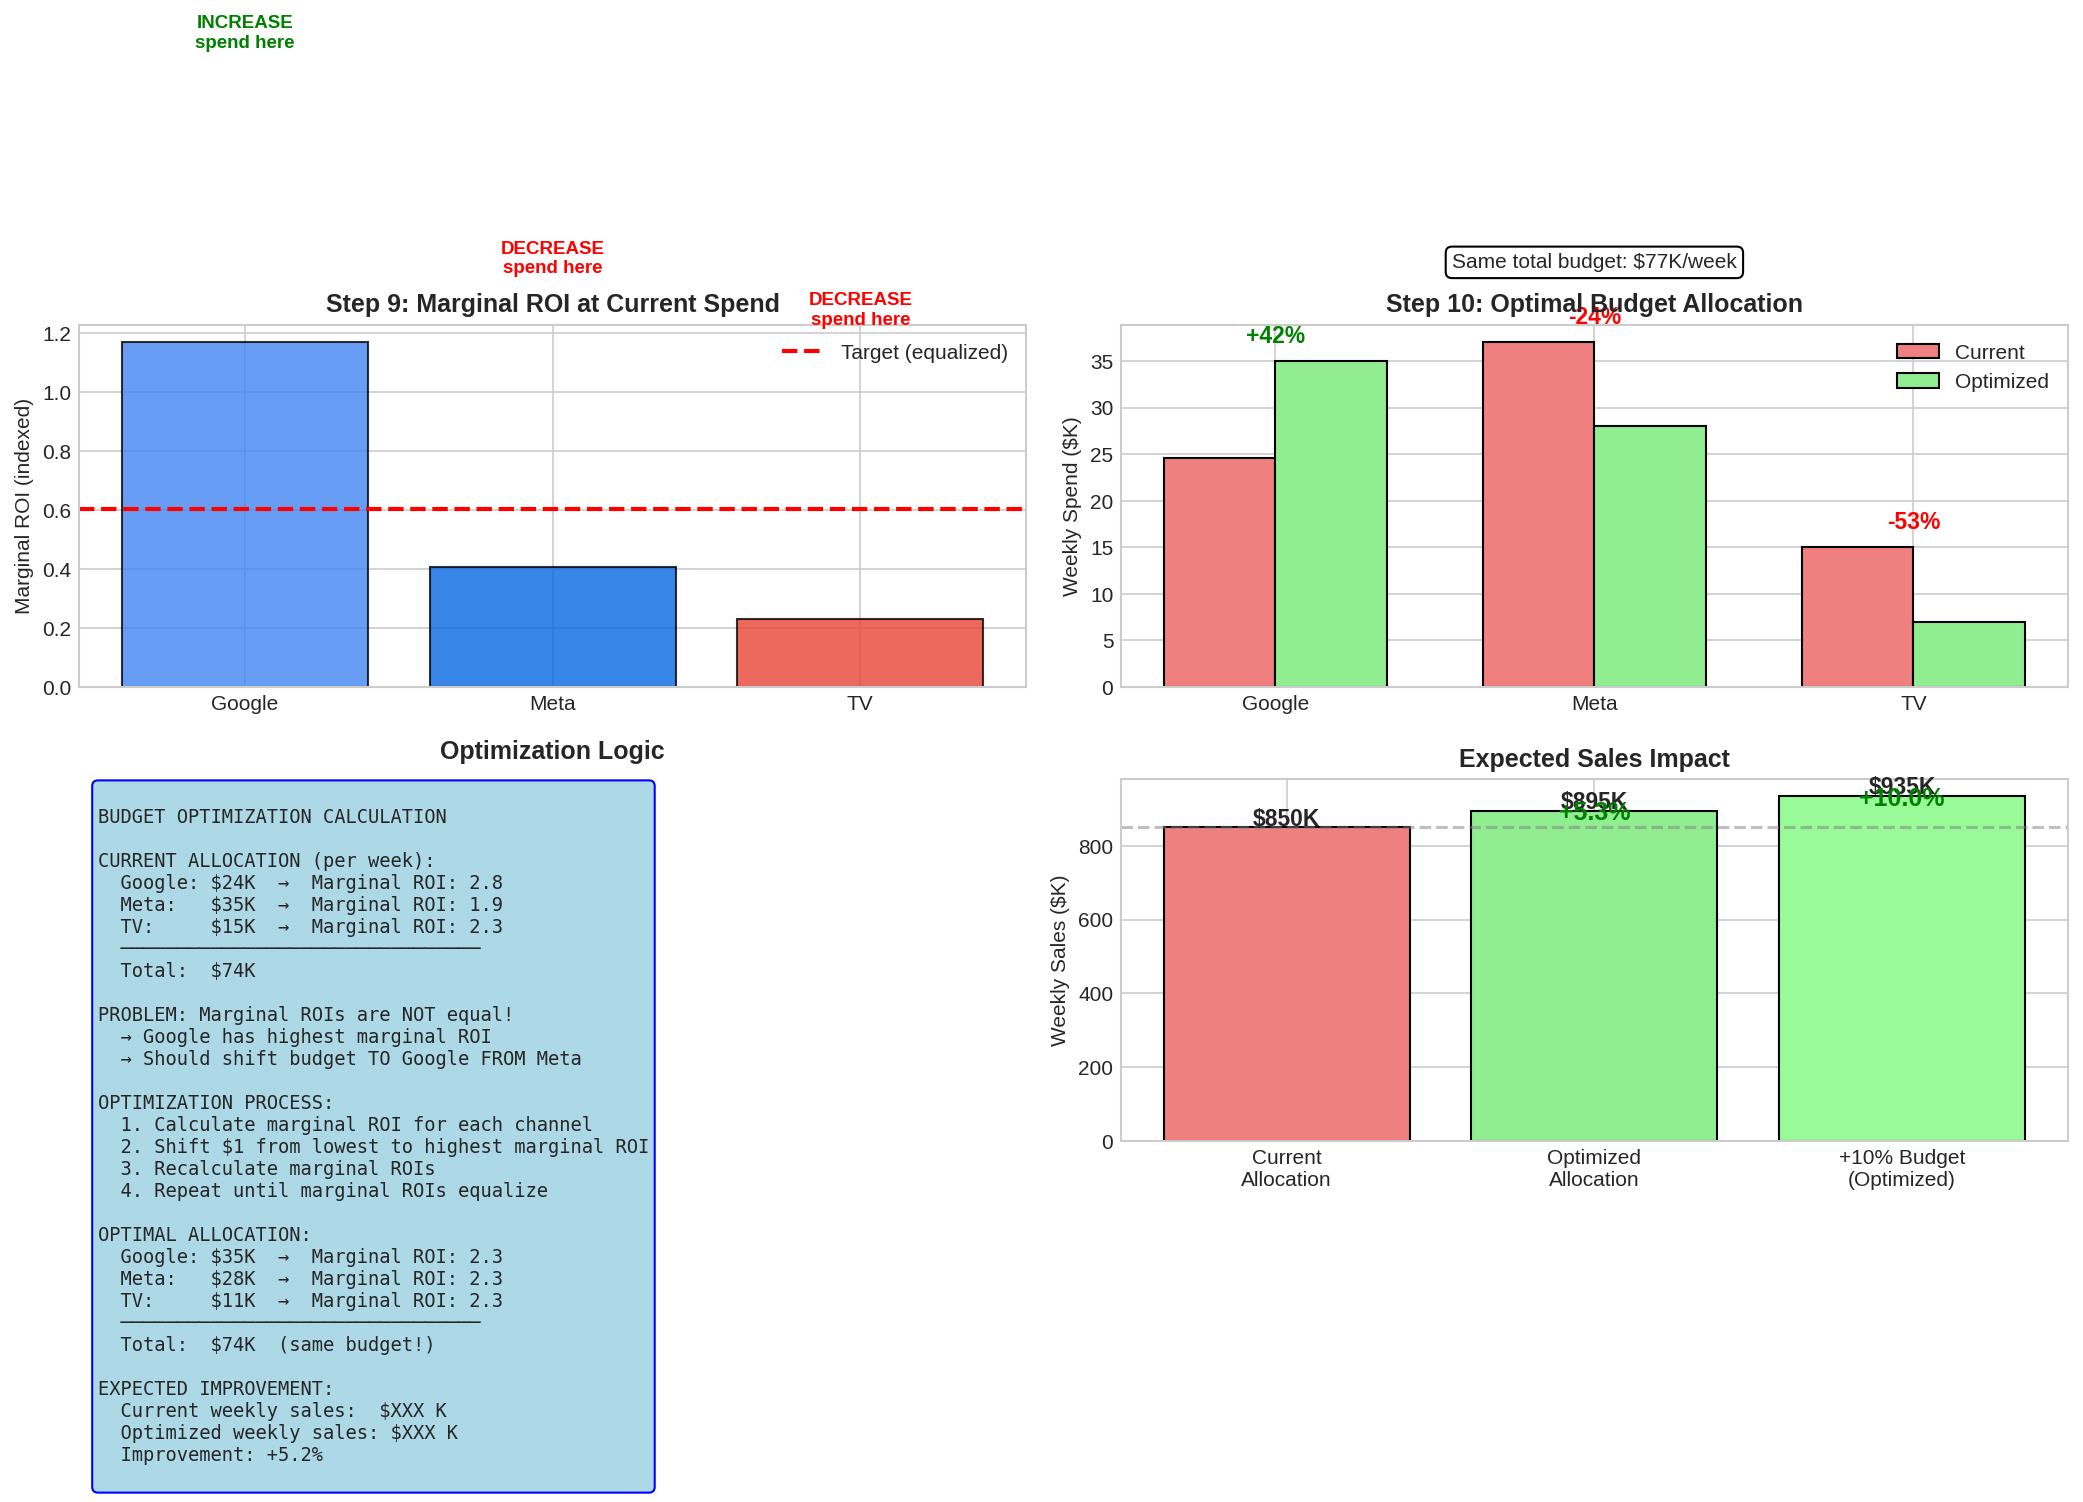 INCREASE
spend here
DECREASE
spend here
DECREASE
spend here
Step 9: Marginal ROI at Current Spend
Target (equalized)
Marginal ROI (indexed)
1.2
1.0
0.8
0.6
0.4
0.2
0.0
Google
Meta
TV
Same total budget: $77K/week
Step 10: Optimal Budget Allocation
+42%
-24%
-53%
Current
Optimized
Weekly Spend ($K)
35
30
25
20
15
10
5
0
Google
Meta
TV
Optimization Logic
BUDGET OPTIMIZATION CALCULATION
CURRENT ALLOCATION (per week):
Google: $24K → Marginal ROI: 2.8
Meta: $35K → Marginal ROI: 1.9
TV: $15K → Marginal ROI: 2.3
Total: $74K
PROBLEM: Marginal ROIs are NOT equal!
→ Google has highest marginal ROI
→ Should shift budget TO Google FROM Meta
OPTIMIZATION PROCESS:
1. Calculate marginal ROI for each channel
2. Shift $1 from lowest to highest marginal ROI
3. Recalculate marginal ROIs
4. Repeat until marginal ROIs equalize
OPTIMAL ALLOCATION:
Google: $35K → Marginal ROI: 2.3
Meta: $28K → Marginal ROI: 2.3
TV: $11K → Marginal ROI: 2.3
Total: $74K (same budget!)
EXPECTED IMPROVEMENT:
Current weekly sales: $XXX K
Optimized weekly sales: $XXX K
Improvement: +5.2%
Expected Sales Impact
$850K
$895K
+5.3%
$935K
+10.0%
Weekly Sales ($K)
800
600
400
200
0
Current
Allocation
Optimized
Allocation
+10% Budget
(Optimized)